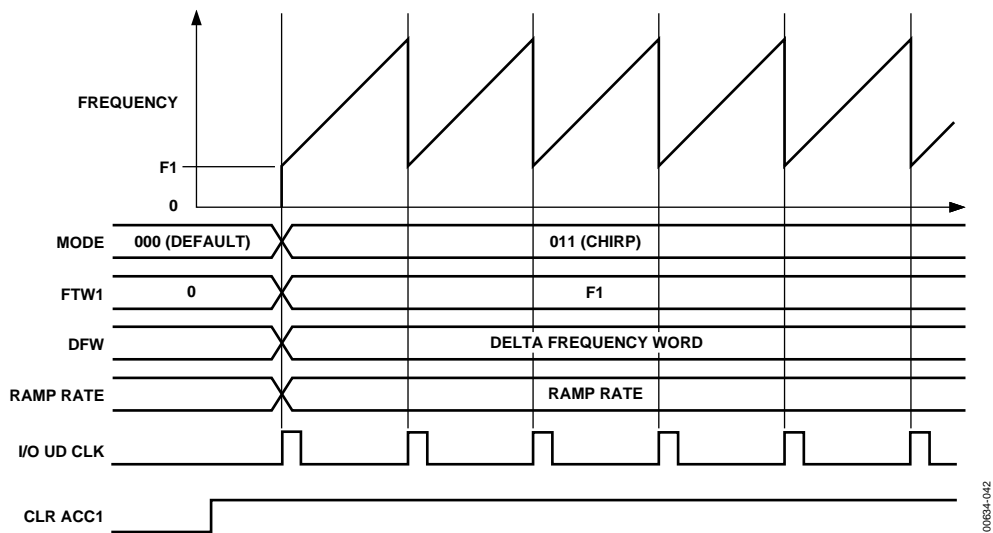 FREQUENCY
F1
0
MODE 000 (DEFAULT) 011 (CHIRP)
FTW1 0 F1
DFW DELTA FREQUENCY WORD
RAMP RATE RAMP RATE
I/O UD CLK
CLR ACC1
00634-042